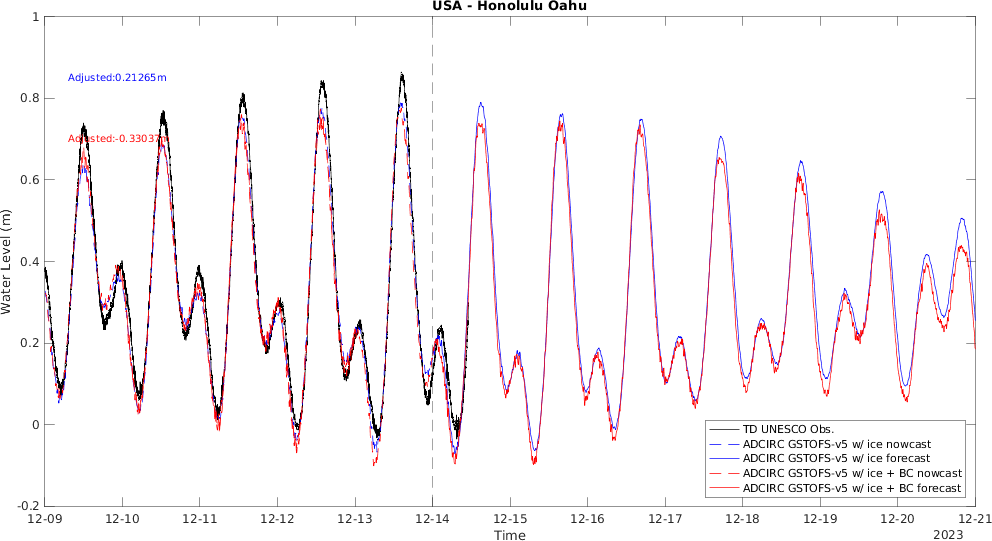 USA - Honolulu Oahu
1
Adjusted:0.21265m
0.8
Adjusted:-0.33037m
0.6
Water Level (m)
0.4
0.2
0
-0.2
TD UNESCO Obs.
ADCIRC GSTOFS-v5 w/ ice nowcast
ADCIRC GSTOFS-v5 w/ ice forecast
ADCIRC GSTOFS-v5 w/ ice + BC nowcast
ADCIRC GSTOFS-v5 w/ ice + BC forecast
12-09 12-10 12-11 12-12 12-13 12-14 12-15 12-16 12-17 12-18 12-19 12-20 12-21
Time
2023